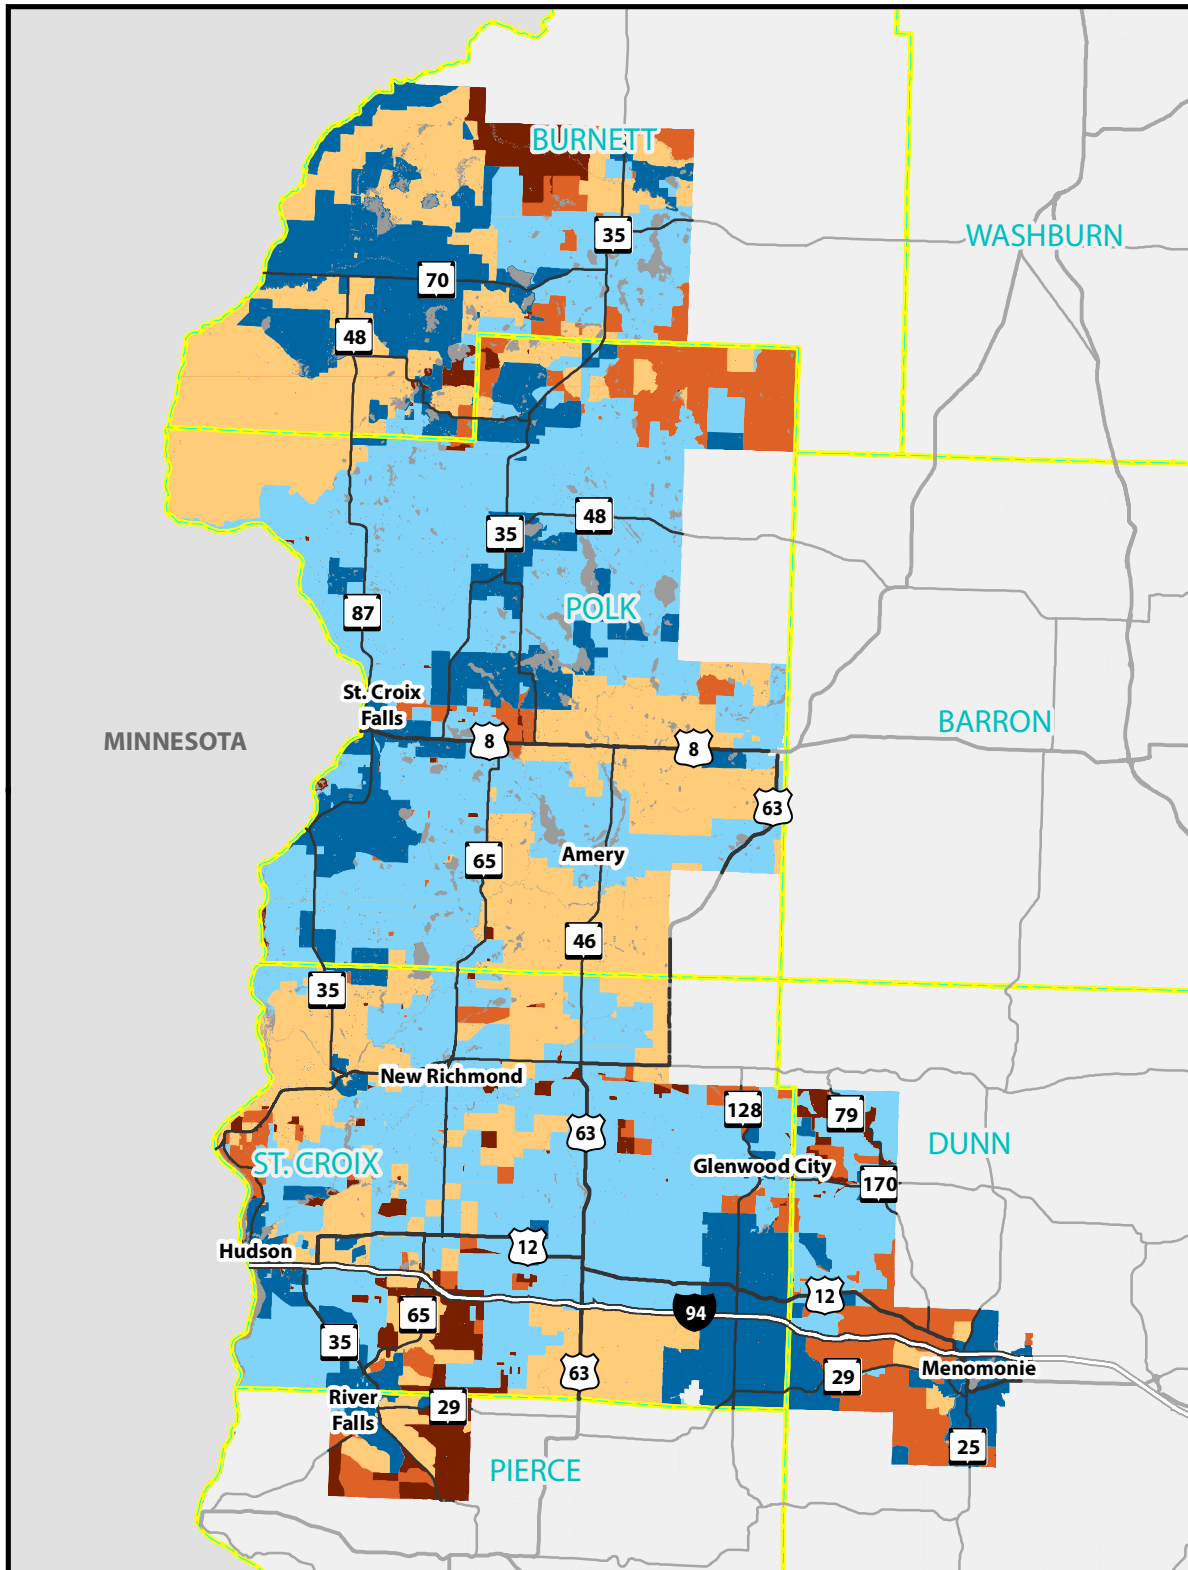 BURNETT
35
WASHBURN
70
48
48
35
87
POLK
St. Croix
Falls
BARRON
MINNESOTA
8
8
63
Amery
65
46
35
New Richmond
128
79
63
DUNN
ST. CROIX
Glenwood City
170
Hudson
12
12
94
65
35
63
29
Menomonie
River
Falls
29
25
PIERCE